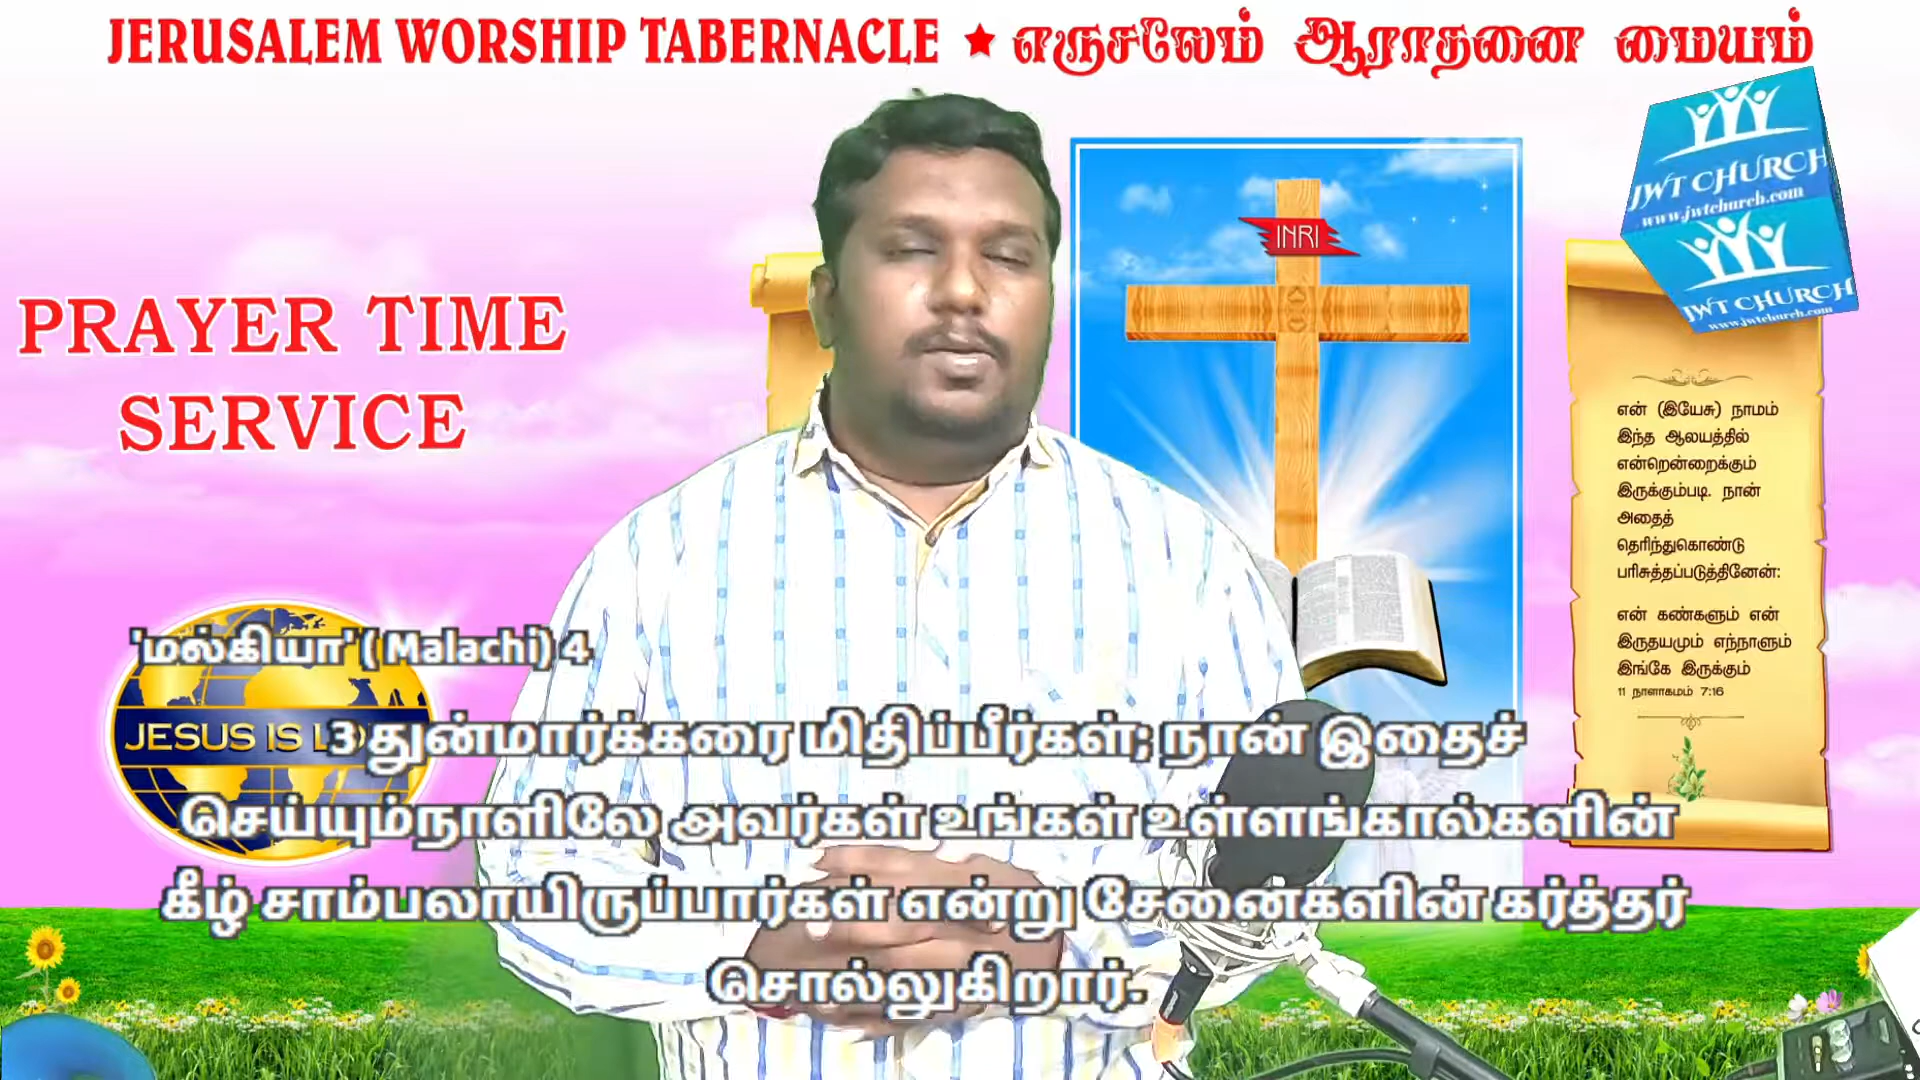 JERUSALEM WORSHIP TABERNACLE ★ எருசலேம் ஆராதனை மையம்
JWT CHURCH
www.jwtchurch.com
JWT CHURCH
www.jwtchurch.com
INRI
PRAYER TIME
SERVICE
என் (இயேசு) நாமம்
இந்த ஆலயத்தில்
என்றென்றைக்கும்
இருக்கும்படி. நான்
அதைத்
தெரிந்துகொண்டு
பரிசுத்தப்படுத்தினேன்:
என் கண்களும் என்
இருதயமும் எந்நாளும்
இங்கே இருக்கும்
11 நாளாகமம் 7:16
'மல்கியா' ( Malachi) 4
JESUS IS
3 துன்மார்க்கரை மிதிப்பீர்கள்; நான் இதைச்
செய்யும்நாளிலே அவர்கள் உங்கள் உள்ளங்கால்களின்
கீழ் சாம்பலாயிருப்பார்கள் என்று சேனைகளின் கர்த்தர்
சொல்லுகிறார்.